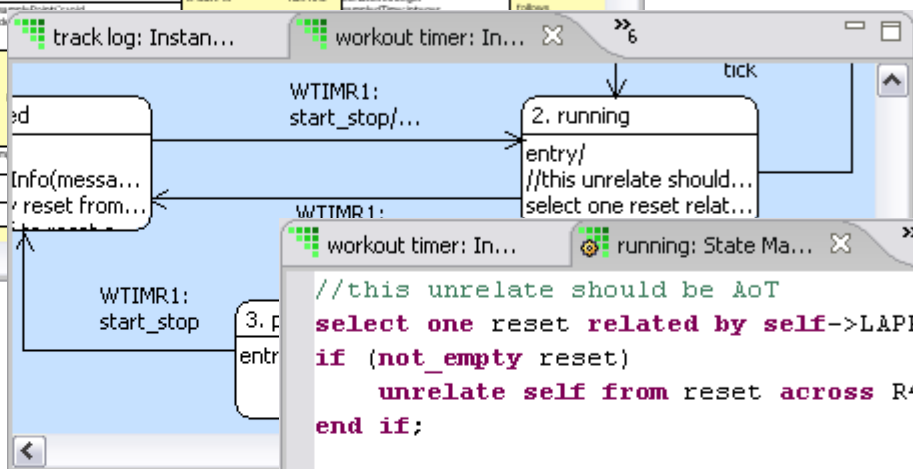 follows
track log: Instan...
workout timer: In...
6
tick
WTIMR1:
start_stop/...
2. running
entry/
//this unrelate should...
select one reset relat...
ed
Info(messa...
reset from...
WTIMR1:
WTIMR1:
start_stop
3.
entr
workout timer: In...
running: State Ma...
//this unrelate should be AoT
select one reset related by self->LAP
if (not_empty reset)
unrelate self from reset across R4
end if;